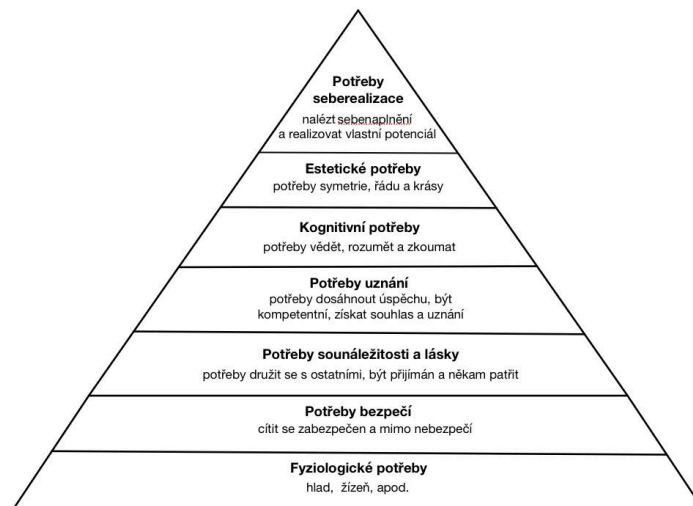 Potřeby
seberealizace
nalézt sebenaplnění
a realizovat vlastní potenciál
Estetické potřeby
potřeby symetrie, řádu a krásy
Kognitivní potřeby
potřeby vědět, rozumět a zkoumat
Potřeby uznání
potřeby dosáhnout úspěchu, být
kompetentní, získat souhlas a uznání
Potřeby sounáležitosti a lásky
potřeby družit se s ostatními, být přijímán a někam patřit
Potřeby bezpečí
cítit se zabezpečen a mimo nebezpečí
Fyziologické potřeby
hlad, žízeň, apod.